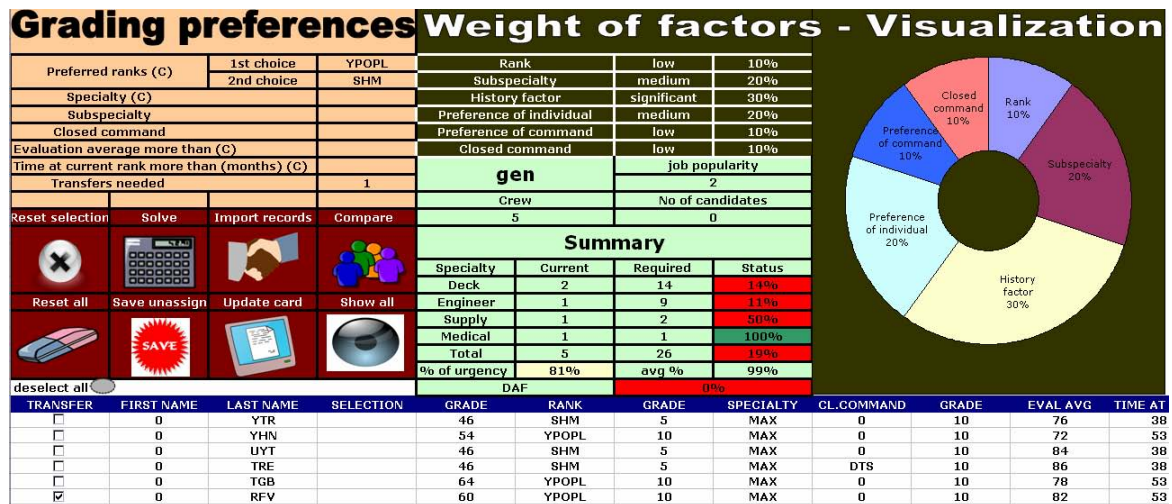 Grading preferences Weight of factors - Visualization
Preferred ranks (C) 1st choice YPOPL Rank low 10%
2nd choice SHM Subspecialty medium 20%
Specialty (C) History factor significant 30%
Subspecialty Preference of individual medium 20%
Closed command Preference of command low 10%
Evaluation average more than (C) Closed command low 10%
Time at current rank more than (months) (C) gen job popularity
Transfers needed 1 2
Crew No of candidates
Reset selection Solve Import records Compare 5 0
Summary
Specialty Current Required Status
Deck 2 14 14%
Engineer 1 9 11%
Reset all Save unassign Update card Show all Supply 1 2 50%
SAVE
Medical 1 1 100%
Total 5 26 19%
% of urgency 81% avg % 99%
deselect all DAF 0%
Closed
command
10%
Rank
10%
Preference
of command
10%
Subspecialty
20%
Preference
of individual
20%
History
factor
30%
TRANSFER FIRST NAME LAST NAME SELECTION GRADE RANK GRADE SPECIALTY CL.COMMAND GRADE EVAL AVG TIME AT
0 YTR 46 SHM 5 MAX 0 10 76 38
0 YHN 54 YPOPL 10 MAX 0 10 72 53
0 UYT 46 SHM 5 MAX 0 10 84 38
0 TRE 46 SHM 5 MAX DTS 10 86 38
0 TGB 64 YPOPL 10 MAX 0 10 78 53
0 RFV 60 YPOPL 10 MAX 0 10 82 53